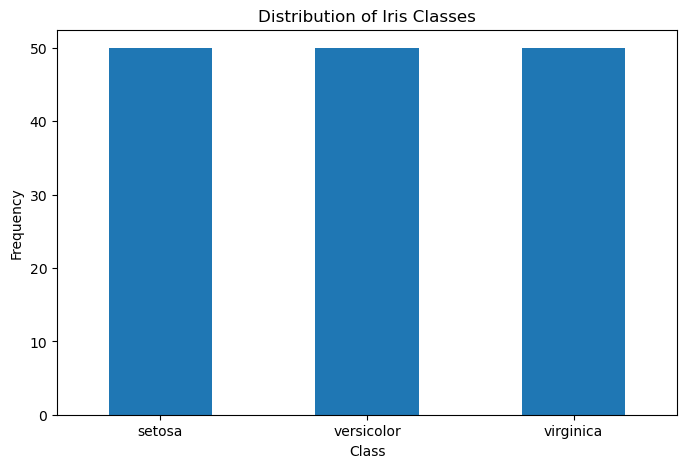 Distribution of Iris Classes
50
40
30
20
10
0
Frequency
setosa versicolor virginica
Class